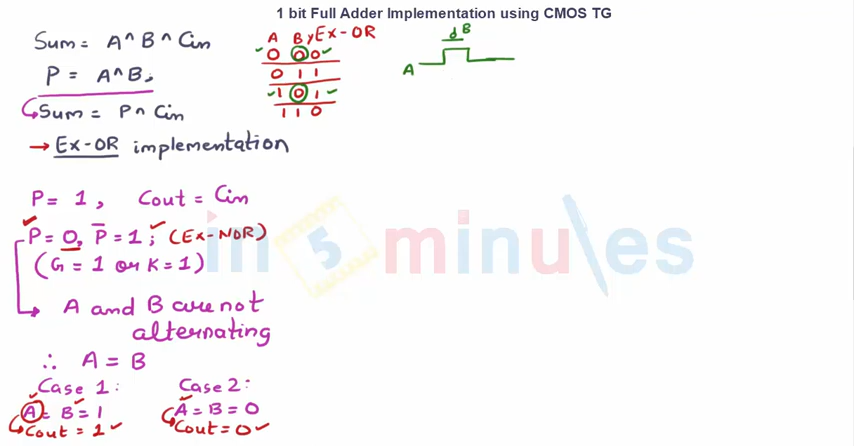 1 bit Full Adder Implementation using CMOS TG
Sum = A ^ B ^ Cin
P = A ^ B;
Sum = P ^ Cin
→ Ex-OR implementation
A B y Ex-OR
0 0 0
0 1 1
1 0 1
1 1 0
B
A
P = 1, Cout = Cin
P = 0, P̅ = 1; (Ex-NOR)
(G = 1 or K = 1)
A and B are not
alternating
∴ A = B
Case 1:
A = B = 1
Cout = 1
Case 2:
A = B = 0
Cout = 0
in 5 minutes